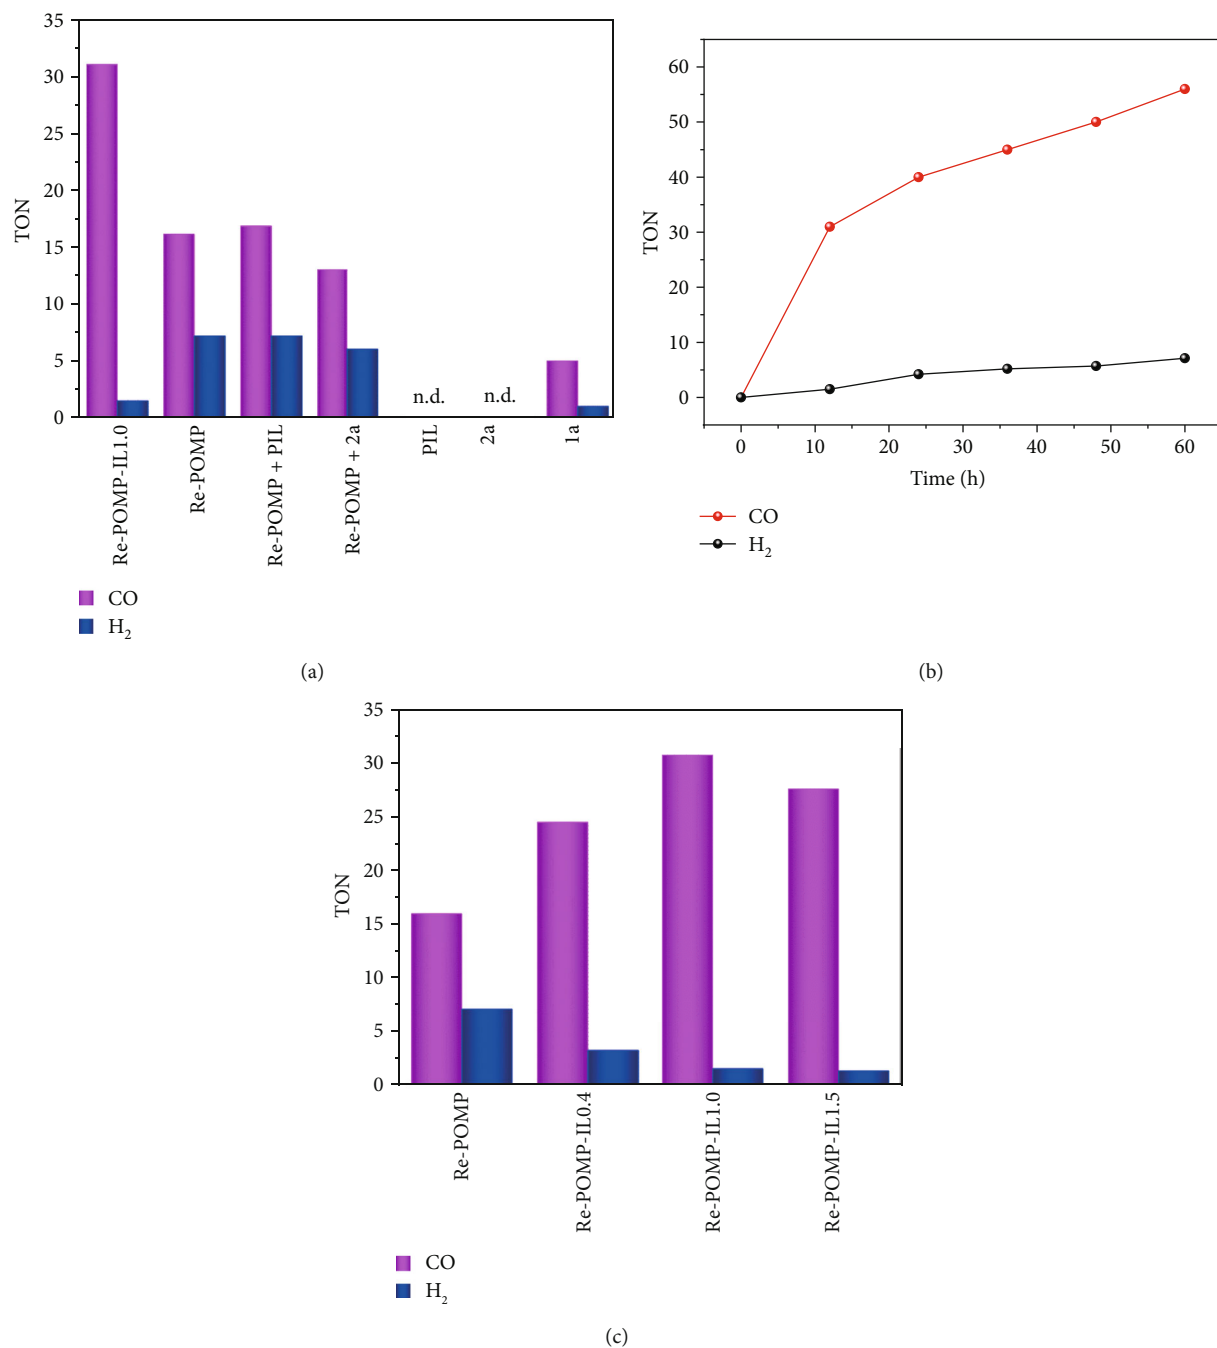 35
30
25
20
15
10
5
0
TON
n.d.
n.d.
Re-POMP-IL1.0
Re-POMP
Re-POMP + PIL
Re-POMP + 2a
PIL
2a
1a
CO
H₂
(a)
60
50
40
30
20
10
0
TON
0 10 20 30 40 50 60
Time (h)
CO
H₂
(b)
35
30
25
20
15
10
5
0
TON
Re-POMP
Re-POMP-IL0.4
Re-POMP-IL1.0
Re-POMP-IL1.5
CO
H₂
(c)